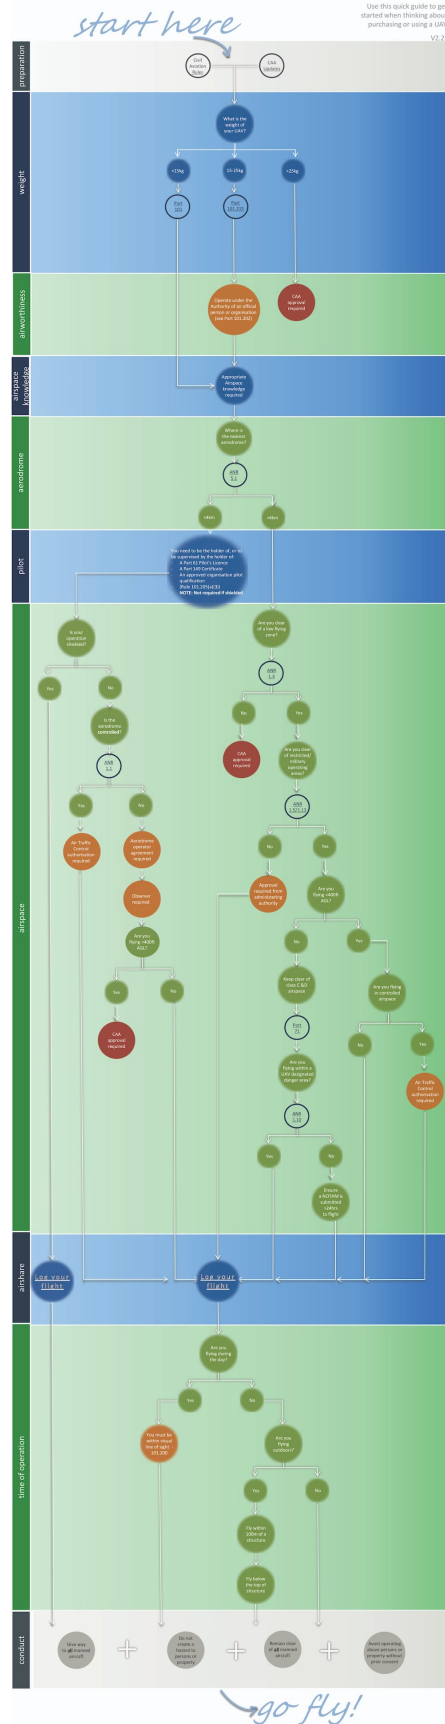 start here
Use this quick guide to ge
started when thinking abou
purchasing or using a UAV
V2.2
preparation
Civil
Aviation
Rules
CAA
Updates
weight
What is the
weight of
your UAV?
<15kg
15-25kg
>25kg
Part
101
Part
101.215
airworthiness
Operate under the
Authority of an official
person or organisation
(see Part 101.202)
CAA
approval
required
airspace
knowledge
Appropriate
Airspace
knowledge
required
aerodrome
Where is
the nearest
aerodrome?
ANR
5.1
<4km
>4km
pilot
You need to be the holder of, or to
be supervised by the holder of:
A Part 61 Pilot's Licence
A Part 149 Certificate
An approved organisation pilot
qualification
(Rule 101.205(a)(3))
NOTE: Not required if shielded
airspace
Is your
operation
shielded?
Yes
No
Is the
aerodrome
controlled?
ANR
1.1
Yes
No
Air Traffic
Control
authorisation
required
Aerodrome
operator
agreement
required
Observer
required
Are you
flying >400ft
AGL?
Yes
No
CAA
approval
required
Are you clear
of a low flying
zone?
ANR
1.4
No
Yes
CAA
approval
required
Are you clear
of restricted/
military
operating
areas?
ANR
No
Yes
Approval
required from
administering
authority
Are you
flying <400ft
AGL?
No
Yes
Keep clear of
class C &D
airspace
Part
71
Are you
flying within
a UAV designated
danger area?
ANR
1.10
Yes
No
Ensure
a NOTAM is
submitted
≥24hrs
to flight
Are you flying
in controlled
airspace
No
Yes
Air Traffic
Control
authorisation
required
airshare
Log your
flight
Log your
flight
time of operation
Are you
flying during
the day?
Yes
No
You must be
within visual
line of sight -
101.209
Are you
flying
outdoors?
Yes
No
Fly within
100m of a
structure
Fly below
the top of
structure
conduct
Give way
to all manned
aircraft
+
Do not
create a
hazard to
persons or
property
+
Remain clear
of all manned
aircraft
+
Avoid operating
above persons or
property without
prior consent
go fly!